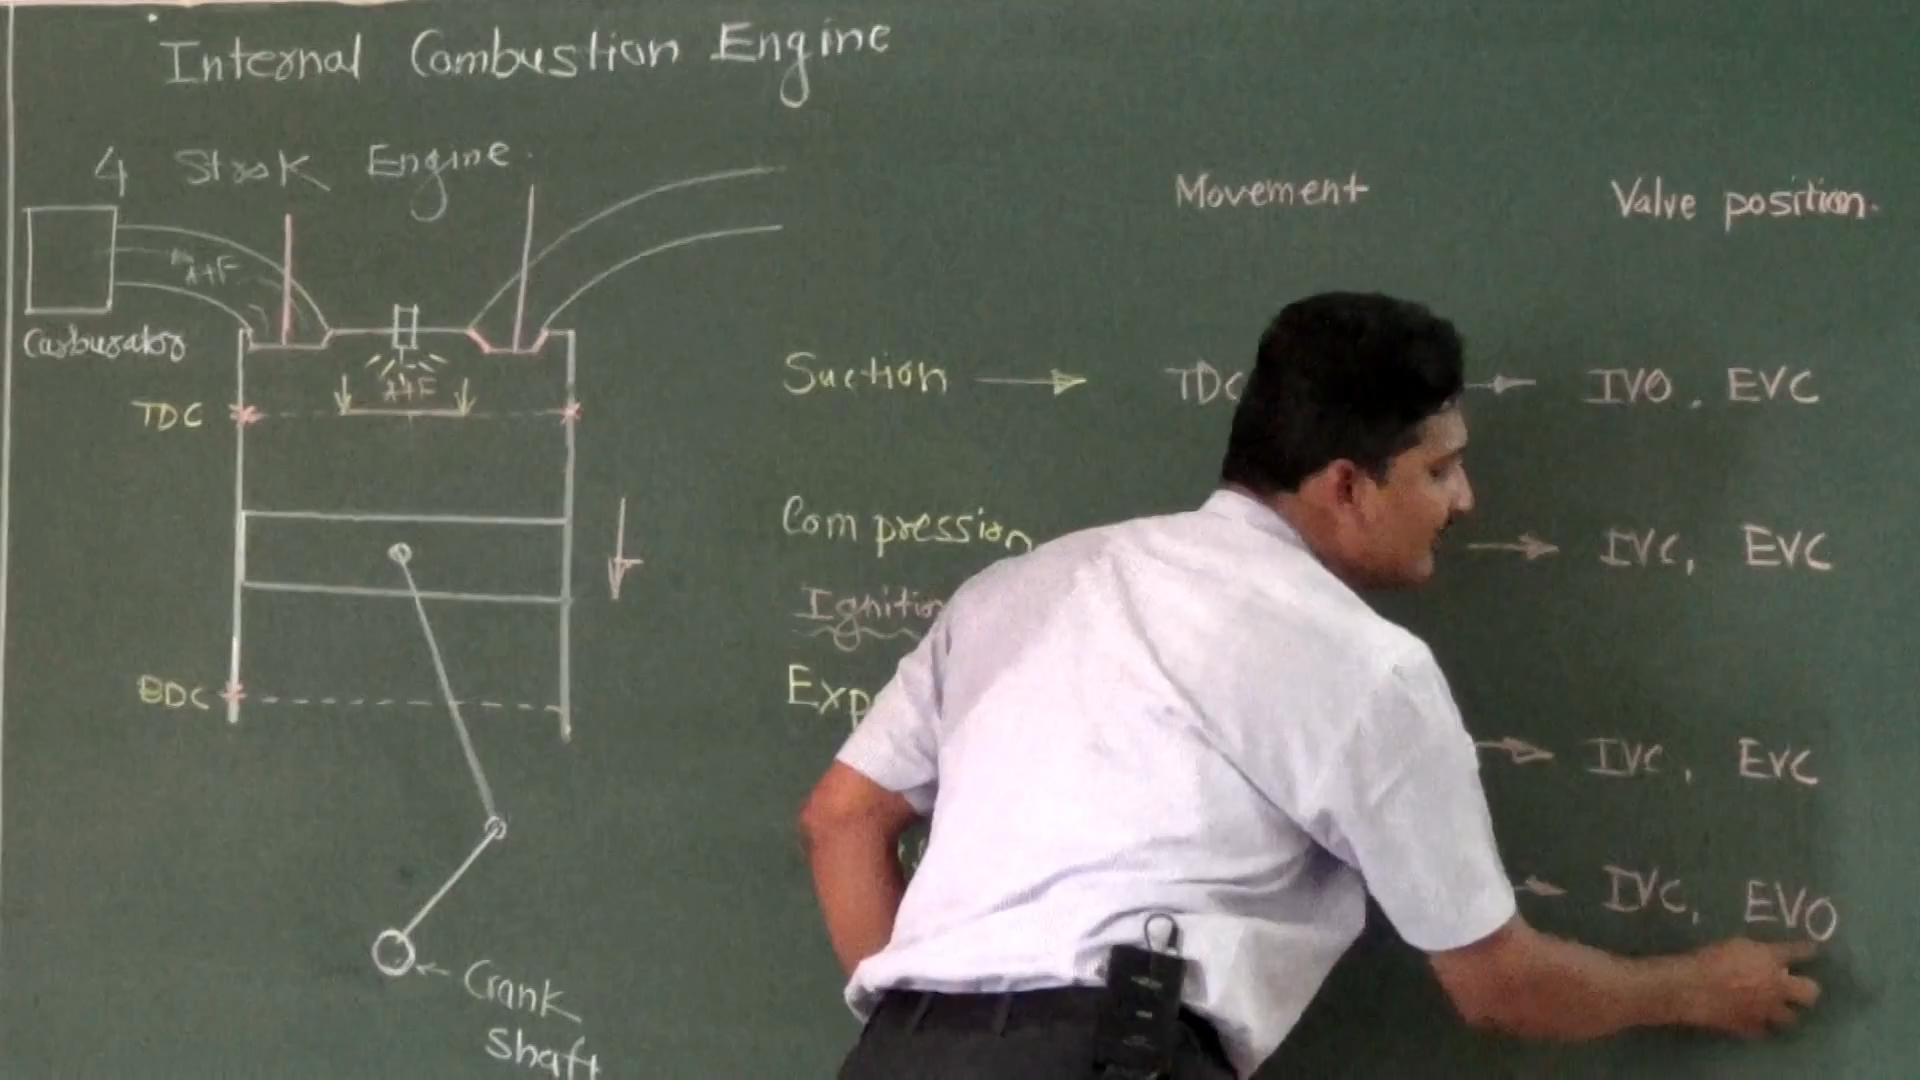 Internal Combustion Engine
4 Strok Engine.
Movement
Valve position.
A+F
Carburator
A+F
TDC
Suction → TDC → IVO, EVC
Compression → IVC, EVC
Ignition
BDC
Exp → IVC, EVC
→ IVC, EVO
← Crank
Shaft